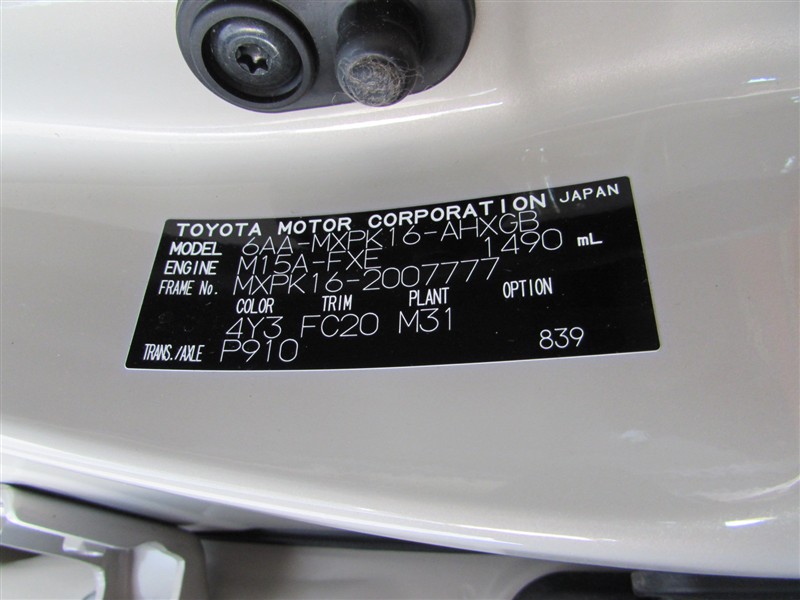 TOYOTA MOTOR CORPORATION JAPAN
MODEL 6AA-MXPK16-AHXGB
ENGINE M15A-FXE 1490 mL
FRAME No. MXPK16-2007777
COLOR TRIM PLANT OPTION
4Y3 FC20 M31
TRANS./AXLE P910 839